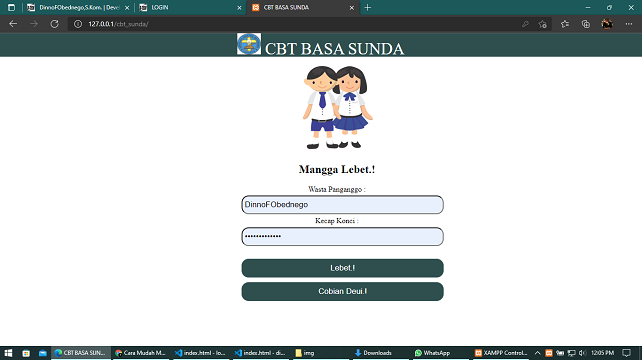 DinnoFObednego,S.Kom. | Devel
LOGIN
CBT BASA SUNDA
127.0.0.1/cbt_sunda/
CBT BASA SUNDA
Mangga Lebet.!
Wasta Panganggo :
DinnoFObednego
Kecap Konci :
•••••••••••••
Lebet.!
Cobian Deui.!
CBT BASA SUN...
Cara Mudah M...
index.html - lo...
index.html - di...
img
Downloads
WhatsApp
XAMPP Control...
12:05 PM